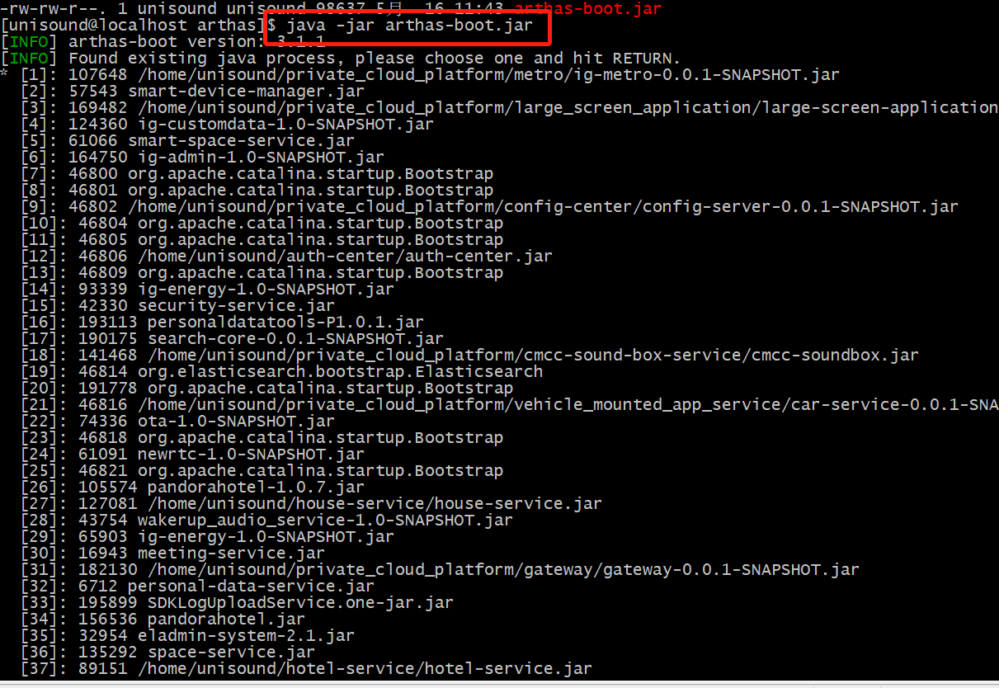 -rw-rw-r--. 1 unisound unisound 98637 5月 16 11:43 arthas-boot.jar
[unisound@localhost arthas]$ java -jar arthas-boot.jar
[INFO] arthas-boot version: 3.1.1
[INFO] Found existing java process, please choose one and hit RETURN.
* [1]: 107648 /home/unisound/private_cloud_platform/metro/ig-metro-0.0.1-SNAPSHOT.jar
  [2]: 57543 smart-device-manager.jar
  [3]: 169482 /home/unisound/private_cloud_platform/large_screen_application/large-screen-application
  [4]: 124360 ig-customdata-1.0-SNAPSHOT.jar
  [5]: 61066 smart-space-service.jar
  [6]: 164750 ig-admin-1.0-SNAPSHOT.jar
  [7]: 46800 org.apache.catalina.startup.Bootstrap
  [8]: 46801 org.apache.catalina.startup.Bootstrap
  [9]: 46802 /home/unisound/private_cloud_platform/config-center/config-server-0.0.1-SNAPSHOT.jar
  [10]: 46804 org.apache.catalina.startup.Bootstrap
  [11]: 46805 org.apache.catalina.startup.Bootstrap
  [12]: 46806 /home/unisound/auth-center/auth-center.jar
  [13]: 46809 org.apache.catalina.startup.Bootstrap
  [14]: 93339 ig-energy-1.0-SNAPSHOT.jar
  [15]: 42330 security-service.jar
  [16]: 193113 personaldatatools-P1.0.1.jar
  [17]: 190175 search-core-0.0.1-SNAPSHOT.jar
  [18]: 141468 /home/unisound/private_cloud_platform/cmcc-sound-box-service/cmcc-soundbox.jar
  [19]: 46814 org.elasticsearch.bootstrap.Elasticsearch
  [20]: 191778 org.apache.catalina.startup.Bootstrap
  [21]: 46816 /home/unisound/private_cloud_platform/vehicle_mounted_app_service/car-service-0.0.1-SNA
  [22]: 74336 ota-1.0-SNAPSHOT.jar
  [23]: 46818 org.apache.catalina.startup.Bootstrap
  [24]: 61091 newrtc-1.0-SNAPSHOT.jar
  [25]: 46821 org.apache.catalina.startup.Bootstrap
  [26]: 105574 pandorahotel-1.0.7.jar
  [27]: 127081 /home/unisound/house-service/house-service.jar
  [28]: 43754 wakerup_audio_service-1.0-SNAPSHOT.jar
  [29]: 65903 ig-energy-1.0-SNAPSHOT.jar
  [30]: 16943 meeting-service.jar
  [31]: 182130 /home/unisound/private_cloud_platform/gateway/gateway-0.0.1-SNAPSHOT.jar
  [32]: 6712 personal-data-service.jar
  [33]: 195899 SDKLogUploadService.one-jar.jar
  [34]: 156536 pandorahotel.jar
  [35]: 32954 eladmin-system-2.1.jar
  [36]: 135292 space-service.jar
  [37]: 89151 /home/unisound/hotel-service/hotel-service.jar